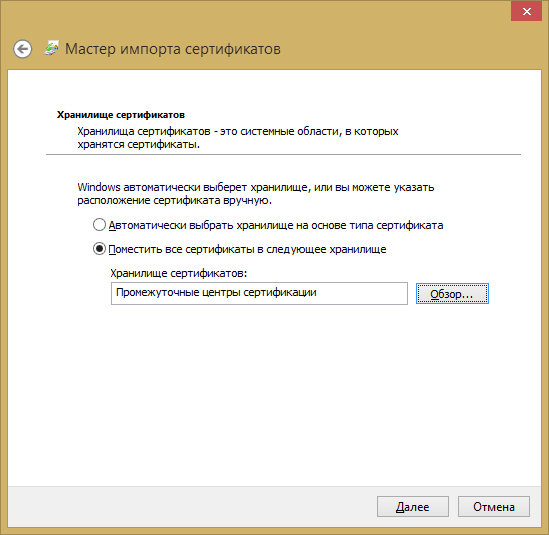 Мастер импорта сертификатов
Хранилище сертификатов
Хранилища сертификатов - это системные области, в которых
хранятся сертификаты.
Windows автоматически выберет хранилище, или вы можете указать
расположение сертификата вручную.
Автоматически выбрать хранилище на основе типа сертификата
Поместить все сертификаты в следующее хранилище
Хранилище сертификатов:
Промежуточные центры сертификации
Обзор...
Далее
Отмена